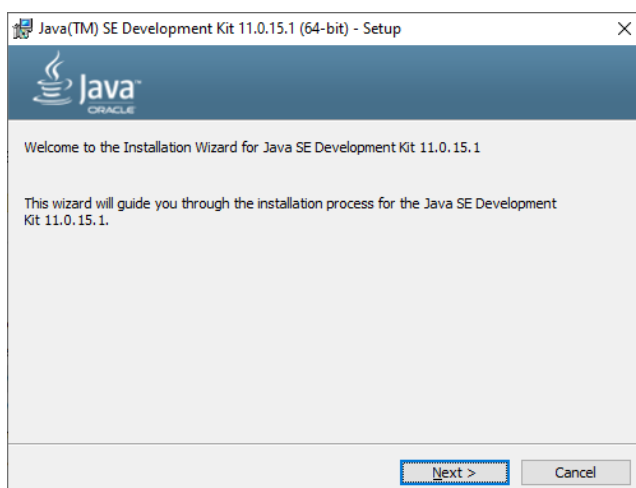 Java(TM) SE Development Kit 11.0.15.1 (64-bit) - Setup
Java™
ORACLE
Welcome to the Installation Wizard for Java SE Development Kit 11.0.15.1
This wizard will guide you through the installation process for the Java SE Development
Kit 11.0.15.1.
Next >
Cancel